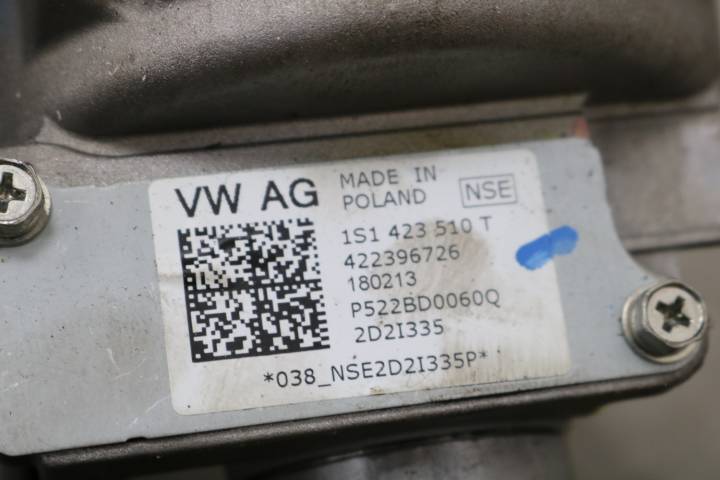 VW AG
MADE IN
POLAND
NSE
1S1 423 510 T
422396726
180213
P522BD0060Q
2D2I335
*038_NSE2D2I335P*